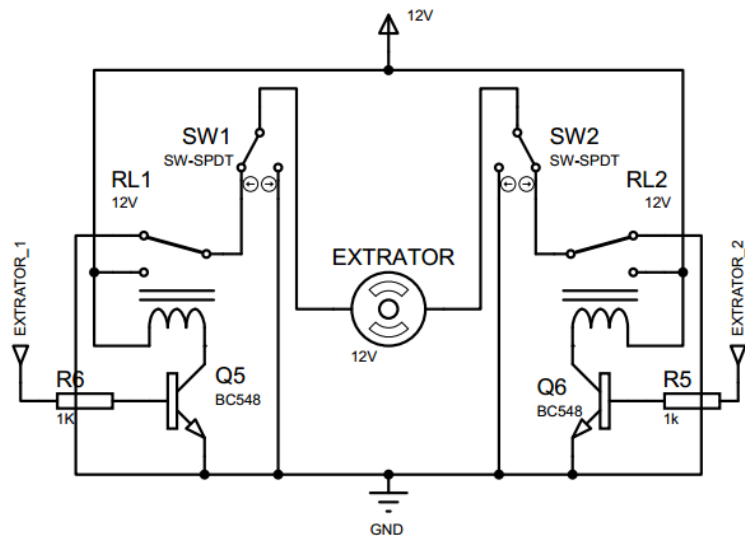 12V
SW1
SW-SPDT
SW2
SW-SPDT
RL1
12V
RL2
12V
EXTRATOR
12V
EXTRATOR_1
EXTRATOR_2
R6
1K
Q5
BC548
Q6
BC548
R5
1k
GND